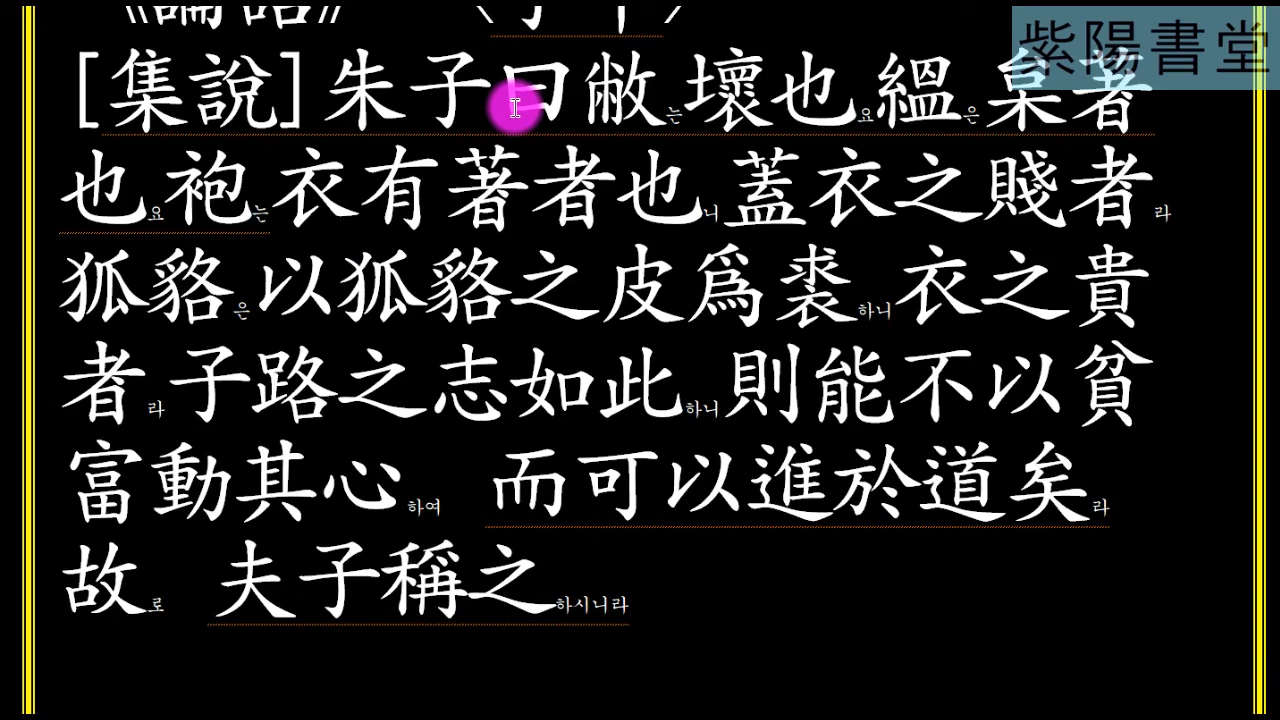 《論語》 〈子罕〉
紫陽書堂
[集說] 朱子曰 敝는 壞也요 縕은 枲著
也요 袍는 衣有著者也니 蓋衣之賤者라
狐貉은 以狐貉之皮爲裘하니 衣之貴
者라 子路之志如此하니 則能不以貧
富動其心하여 而可以進於道矣라
故로 夫子稱之하시니라